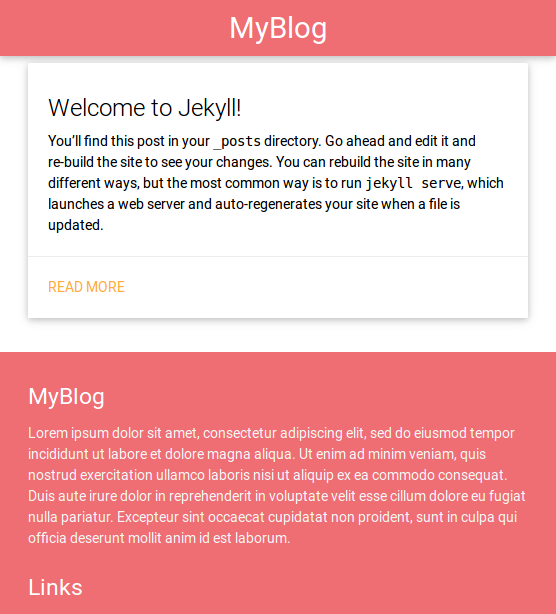 MyBlog
Welcome to Jekyll!
You’ll find this post in your _posts directory. Go ahead and edit it and
re-build the site to see your changes. You can rebuild the site in many
different ways, but the most common way is to run jekyll serve, which
launches a web server and auto-regenerates your site when a file is
updated.
READ MORE
MyBlog
Lorem ipsum dolor sit amet, consectetur adipiscing elit, sed do eiusmod tempor
incididunt ut labore et dolore magna aliqua. Ut enim ad minim veniam, quis
nostrud exercitation ullamco laboris nisi ut aliquip ex ea commodo consequat.
Duis aute irure dolor in reprehenderit in voluptate velit esse cillum dolore eu fugiat
nulla pariatur. Excepteur sint occaecat cupidatat non proident, sunt in culpa qui
officia deserunt mollit anim id est laborum.
Links